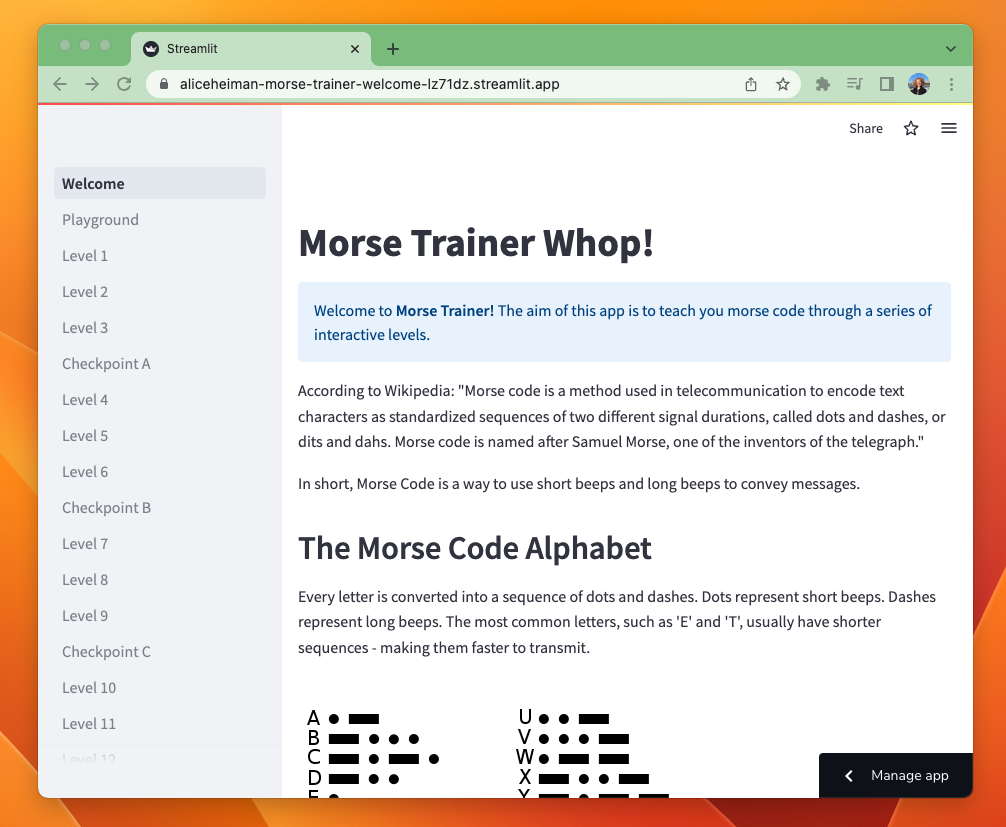 Streamlit
aliceheiman-morse-trainer-welcome-lz71dz.streamlit.app
Share
Welcome
Playground
Level 1
Level 2
Level 3
Checkpoint A
Level 4
Level 5
Level 6
Checkpoint B
Level 7
Level 8
Level 9
Checkpoint C
Level 10
Level 11
Level 12
Morse Trainer Whop!
Welcome to Morse Trainer! The aim of this app is to teach you morse code through a series of
interactive levels.
According to Wikipedia: "Morse code is a method used in telecommunication to encode text
characters as standardized sequences of two different signal durations, called dots and dashes, or
dits and dahs. Morse code is named after Samuel Morse, one of the inventors of the telegraph."
In short, Morse Code is a way to use short beeps and long beeps to convey messages.
The Morse Code Alphabet
Every letter is converted into a sequence of dots and dashes. Dots represent short beeps. Dashes
represent long beeps. The most common letters, such as 'E' and 'T', usually have shorter
sequences - making them faster to transmit.
A
B
C
D
E
U
V
W
X
Y
Manage app